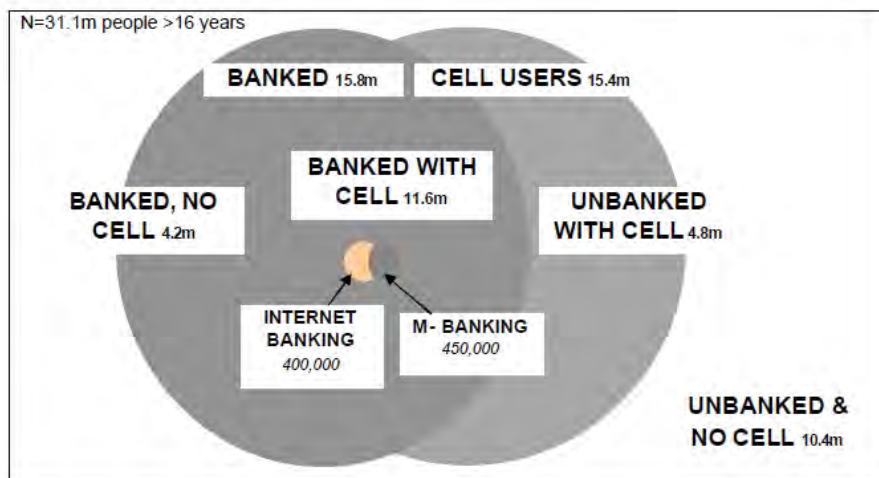 N=31.1m people >16 years
BANKED 15.8m
CELL USERS 15.4m
BANKED WITH
CELL 11.6m
BANKED, NO
CELL 4.2m
UNBANKED
WITH CELL 4.8m
INTERNET
BANKING
400,000
M- BANKING
450,000
UNBANKED &
NO CELL 10.4m